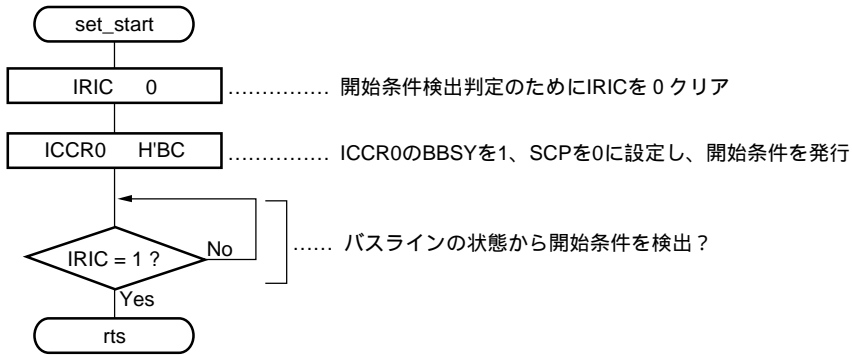 set_start
IRIC 0 …………… 開始条件検出判定のためにIRICを 0 クリア
ICCR0 H'BC …………… ICCR0のBBSYを1、SCPを0に設定し、開始条件を発行
IRIC = 1 ? No …… バスラインの状態から開始条件を検出？
Yes
rts